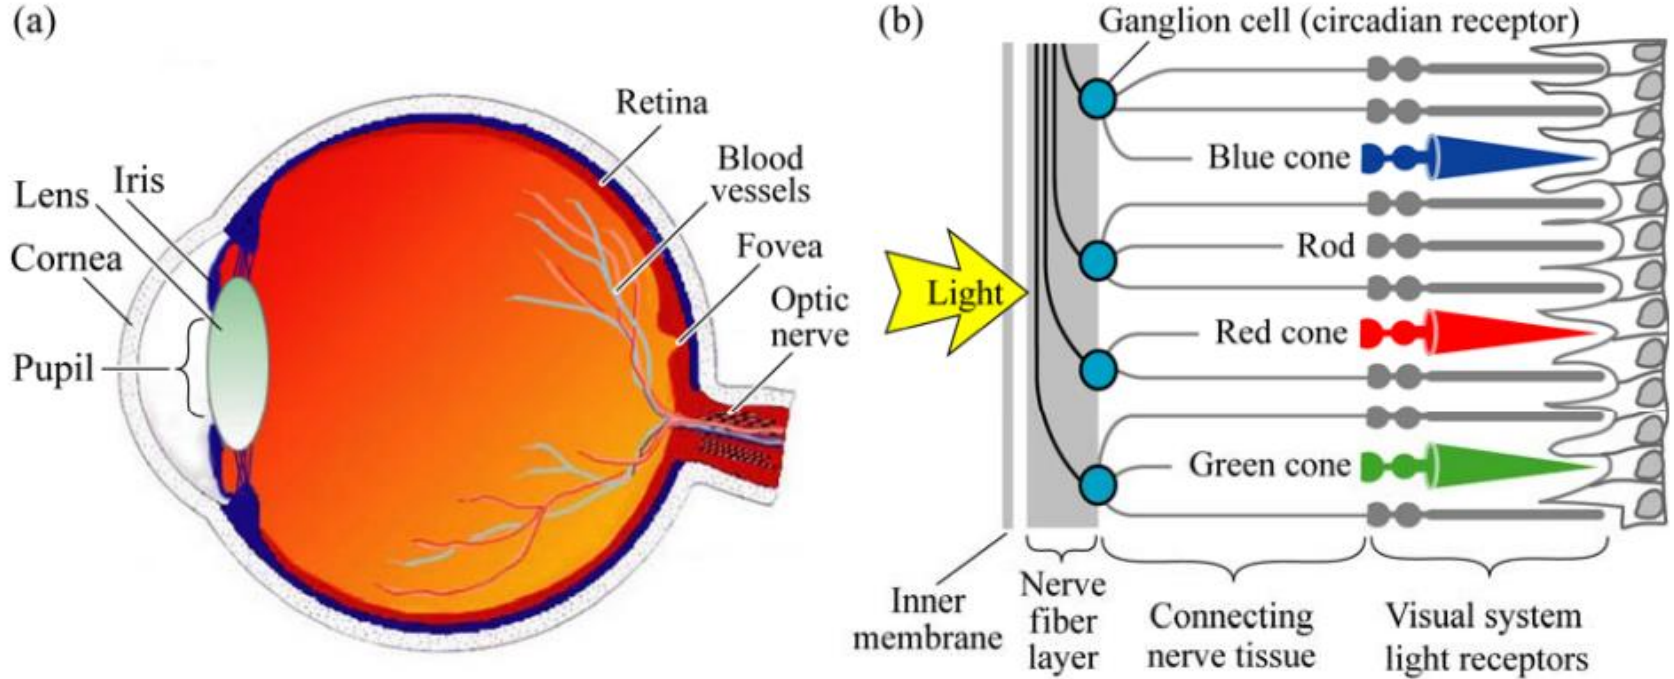 (a)
Retina
Blood
vessels
Iris
Lens
Fovea
Cornea
Optic
nerve
Pupil
(b)
Ganglion cell (circadian receptor)
Blue cone
Rod
Light
Red cone
Green cone
Inner
membrane
Nerve
fiber
layer
Connecting
nerve tissue
Visual system
light receptors